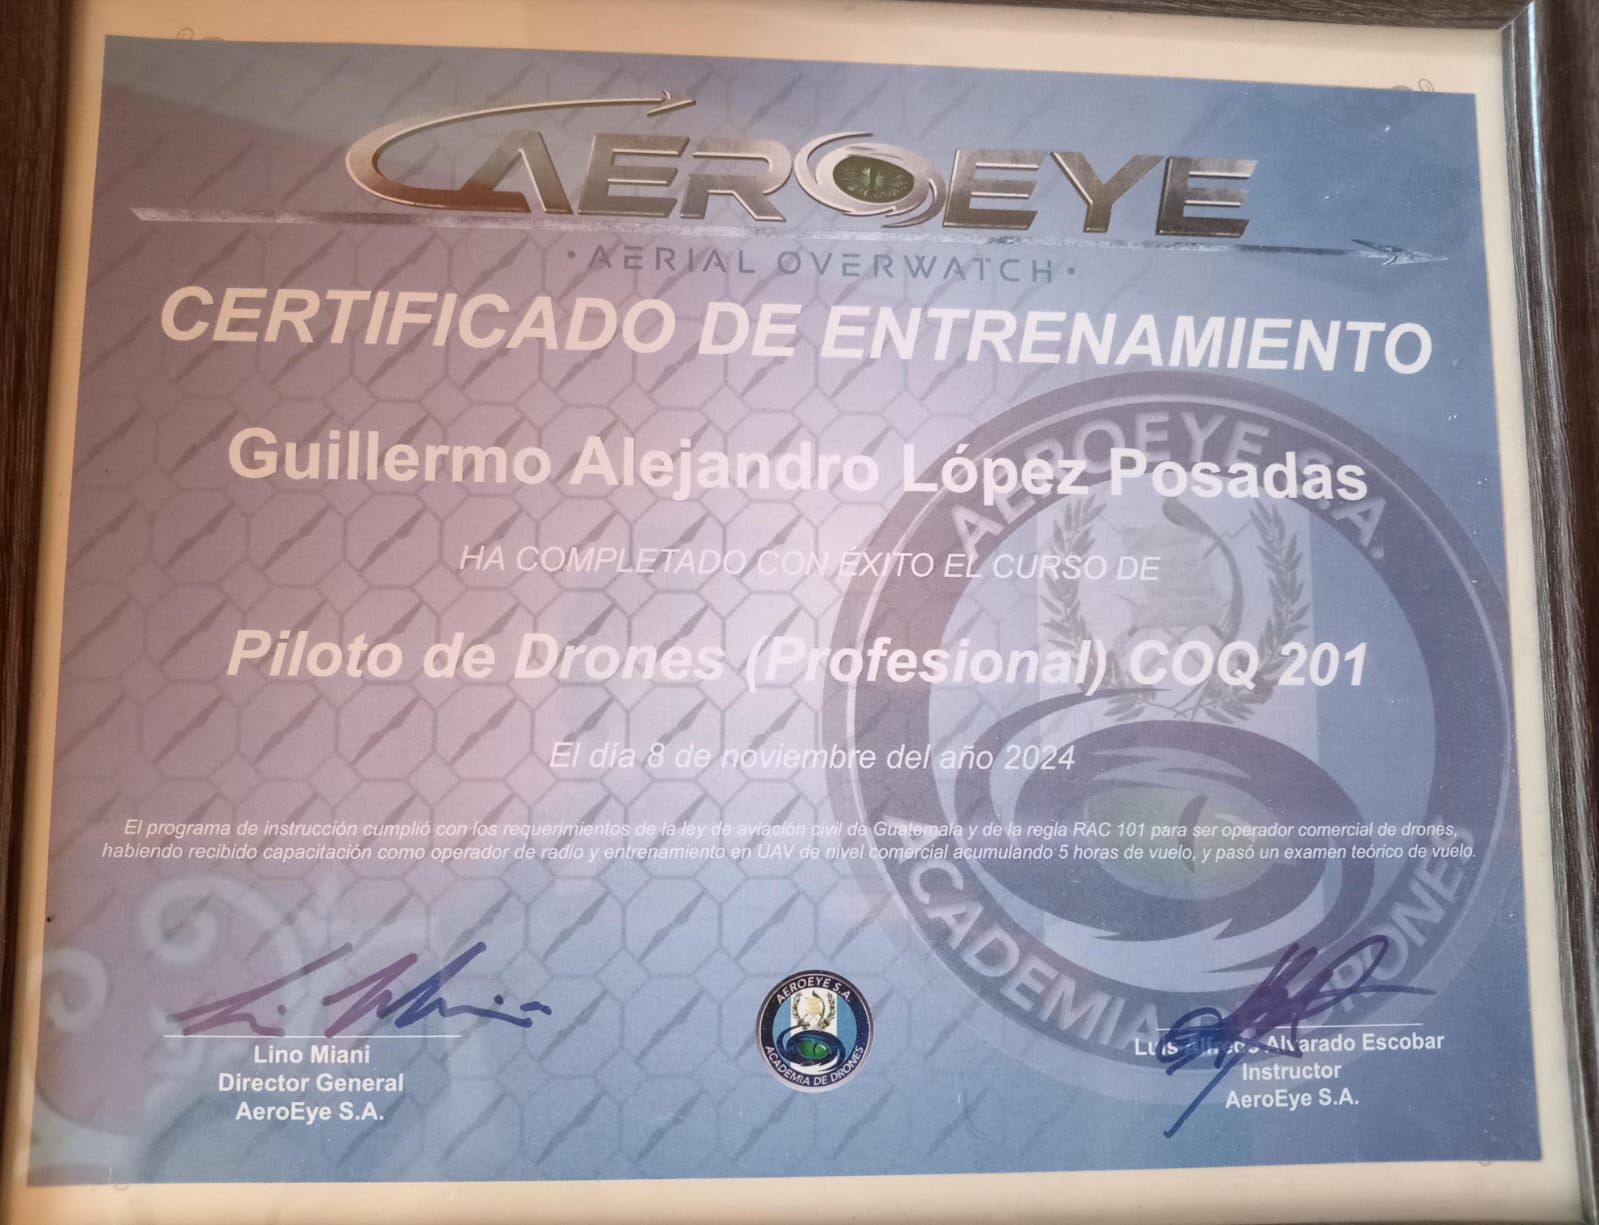 AEROEYE
· AERIAL OVERWATCH ·
CERTIFICADO DE ENTRENAMIENTO
Guillermo Alejandro López Posadas
HA COMPLETADO CON ÉXITO EL CURSO DE
Piloto de Drones (Profesional) COQ 201
El día 8 de noviembre del año 2024
El programa de instrucción cumplió con los requerimientos de la ley de aviación civil de Guatemala y de la regla RAC 101 para ser operador comercial de drones,
habiendo recibido capacitación como operador de radio y entrenamiento en UAV de nivel comercial acumulando 5 horas de vuelo, y pasó un examen teórico de vuelo.
AEROEYE S.A.
ACADEMIA DE DRONES
Lino Miani
Director General
AeroEye S.A.
AEROEYE S.A.
ACADEMIA DE DRONES
Luis Alfredo Alvarado Escobar
Instructor
AeroEye S.A.